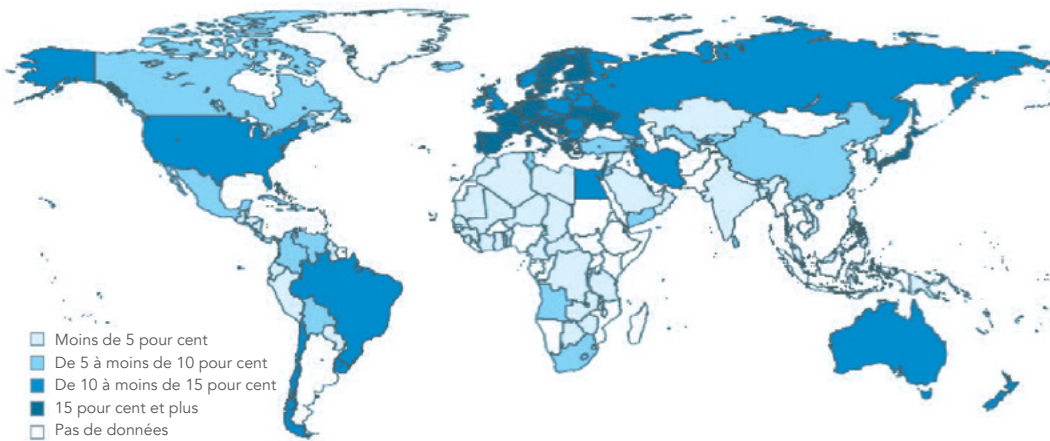 Moins de 5 pour cent
De 5 à moins de 10 pour cent
De 10 à moins de 15 pour cent
15 pour cent et plus
Pas de données